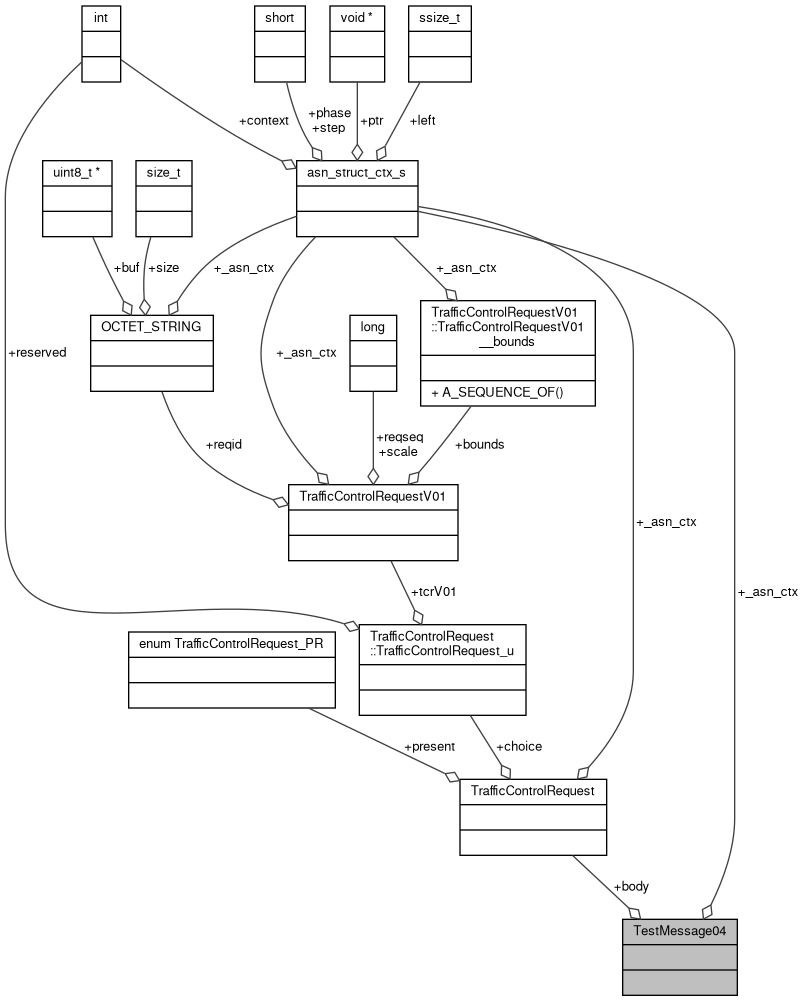 int
short
void *
ssize_t
+context
+phase
+step
+ptr
+left
uint8_t *
size_t
asn_struct_ctx_s
+buf
+size
+_asn_ctx
+_asn_ctx
OCTET_STRING
long
TrafficControlRequestV01
::TrafficControlRequestV01
__bounds
+ A_SEQUENCE_OF()
+reserved
+_asn_ctx
+reqid
+reqseq
+scale
+bounds
TrafficControlRequestV01
+_asn_ctx
+_asn_ctx
+tcrV01
enum TrafficControlRequest_PR
TrafficControlRequest
::TrafficControlRequest_u
+present
+choice
TrafficControlRequest
+body
TestMessage04